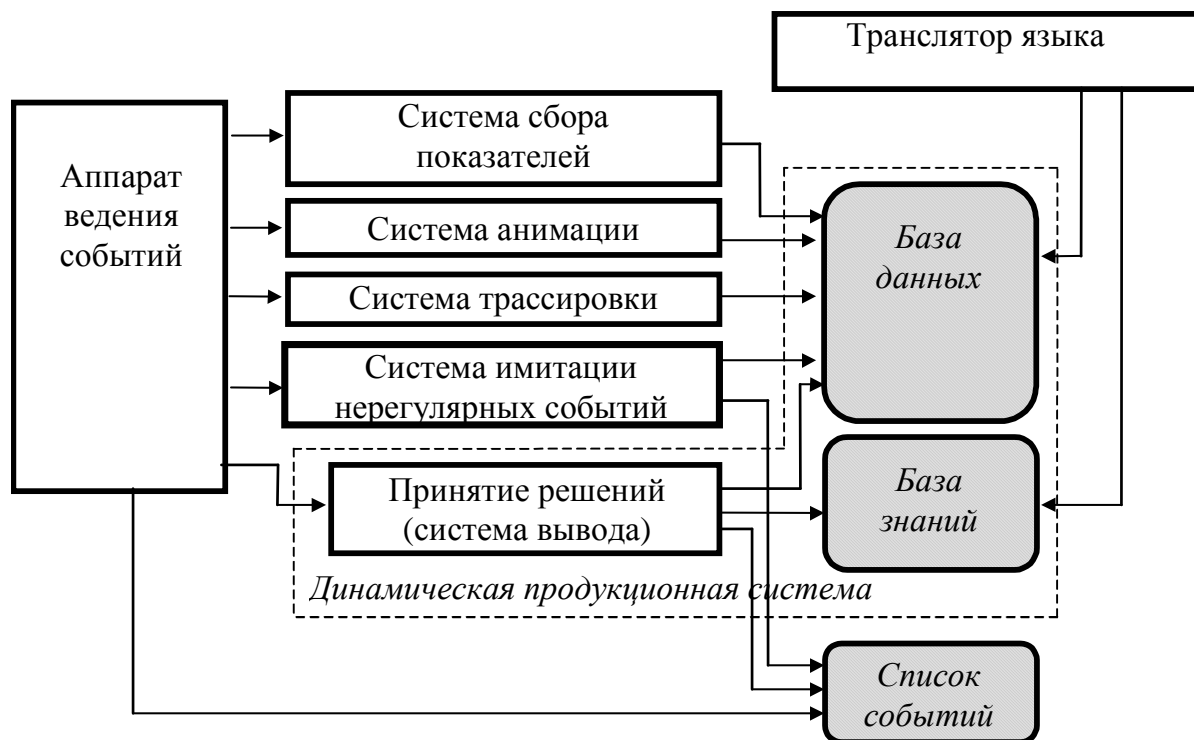 Транслятор языка
Система сбора
показателей
Аппарат
ведения
событий
Система анимации
База
данных
Система трассировки
Система имитации
нерегулярных событий
Принятие решений
(система вывода)
База
знаний
Динамическая продукционная система
Список
событий